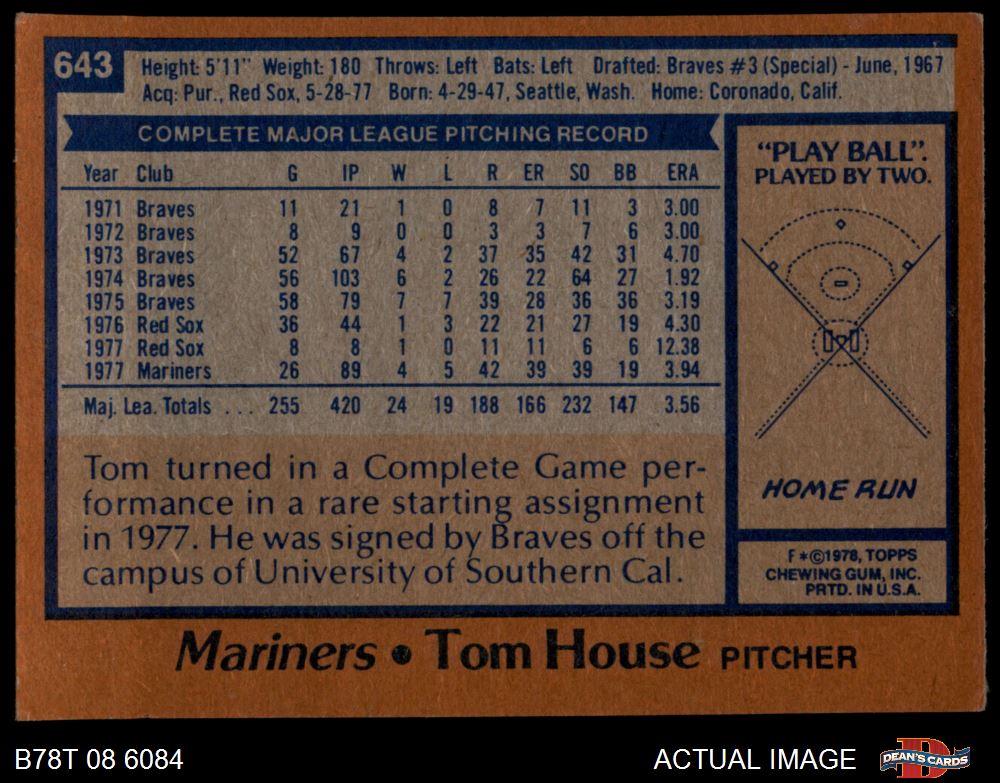 643
Height: 5'11" Weight: 180 Throws: Left Bats: Left Drafted: Braves #3 (Special) - June, 1967
Acq: Pur., Red Sox, 5-28-77 Born: 4-29-47, Seattle, Wash. Home: Coronado, Calif.
COMPLETE MAJOR LEAGUE PITCHING RECORD
Year Club G IP W L R ER SO BB ERA
1971 Braves 11 21 1 0 8 7 11 3 3.00
1972 Braves 8 9 0 0 3 3 7 6 3.00
1973 Braves 52 67 4 2 37 35 42 31 4.70
1974 Braves 56 103 6 2 26 22 64 27 1.92
1975 Braves 58 79 7 7 39 28 36 36 3.19
1976 Red Sox 36 44 1 3 22 21 27 19 4.30
1977 Red Sox 8 8 1 0 11 11 6 6 12.38
1977 Mariners 26 89 4 5 42 39 39 19 3.94
Maj. Lea. Totals . . . 255 420 24 19 188 166 232 147 3.56
Tom turned in a Complete Game per-
formance in a rare starting assignment
in 1977. He was signed by Braves off the
campus of University of Southern Cal.
"PLAY BALL".
PLAYED BY TWO.
HOME RUN
F *©1978, TOPPS
CHEWING GUM, INC.
PRTD. IN U.S.A.
Mariners • Tom House PITCHER
B78T 08 6084
ACTUAL IMAGE
D
DEAN'S CARDS